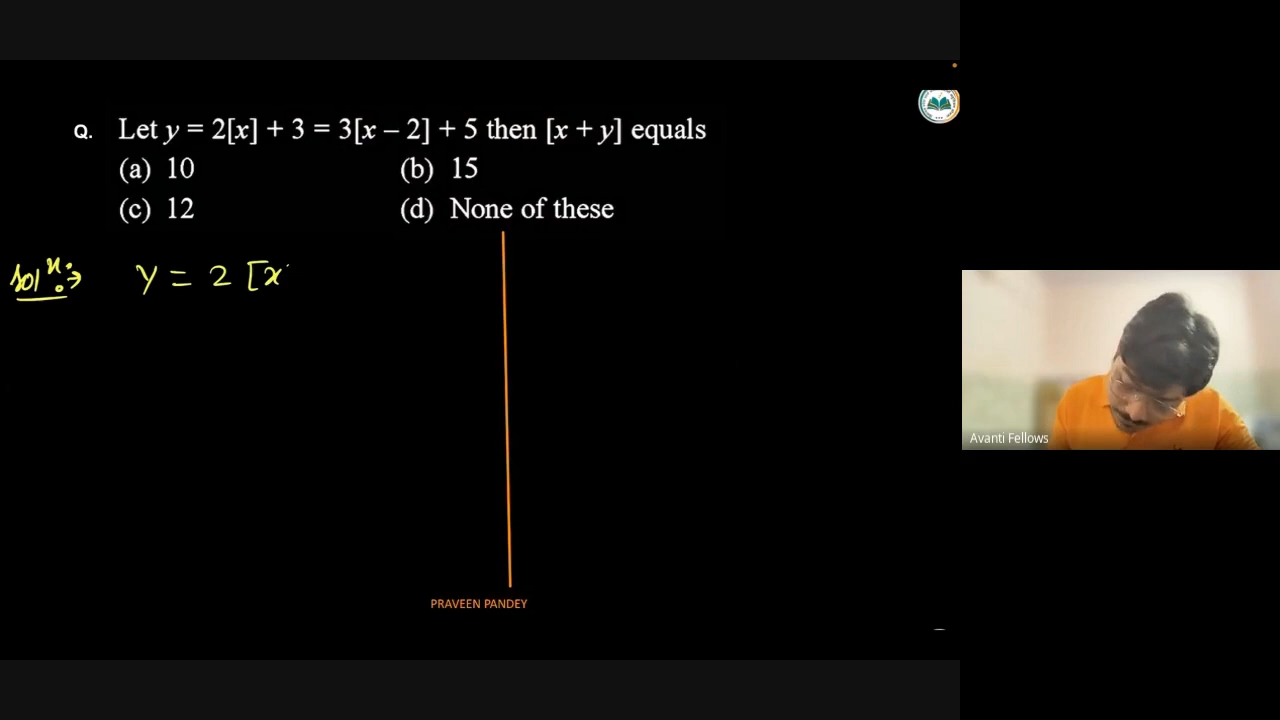 Q. Let y = 2[x] + 3 = 3[x – 2] + 5 then [x + y] equals
(a) 10 (b) 15
(c) 12 (d) None of these
Solⁿ:→ y = 2 [x
Avanti Fellows
PRAVEEN PANDEY